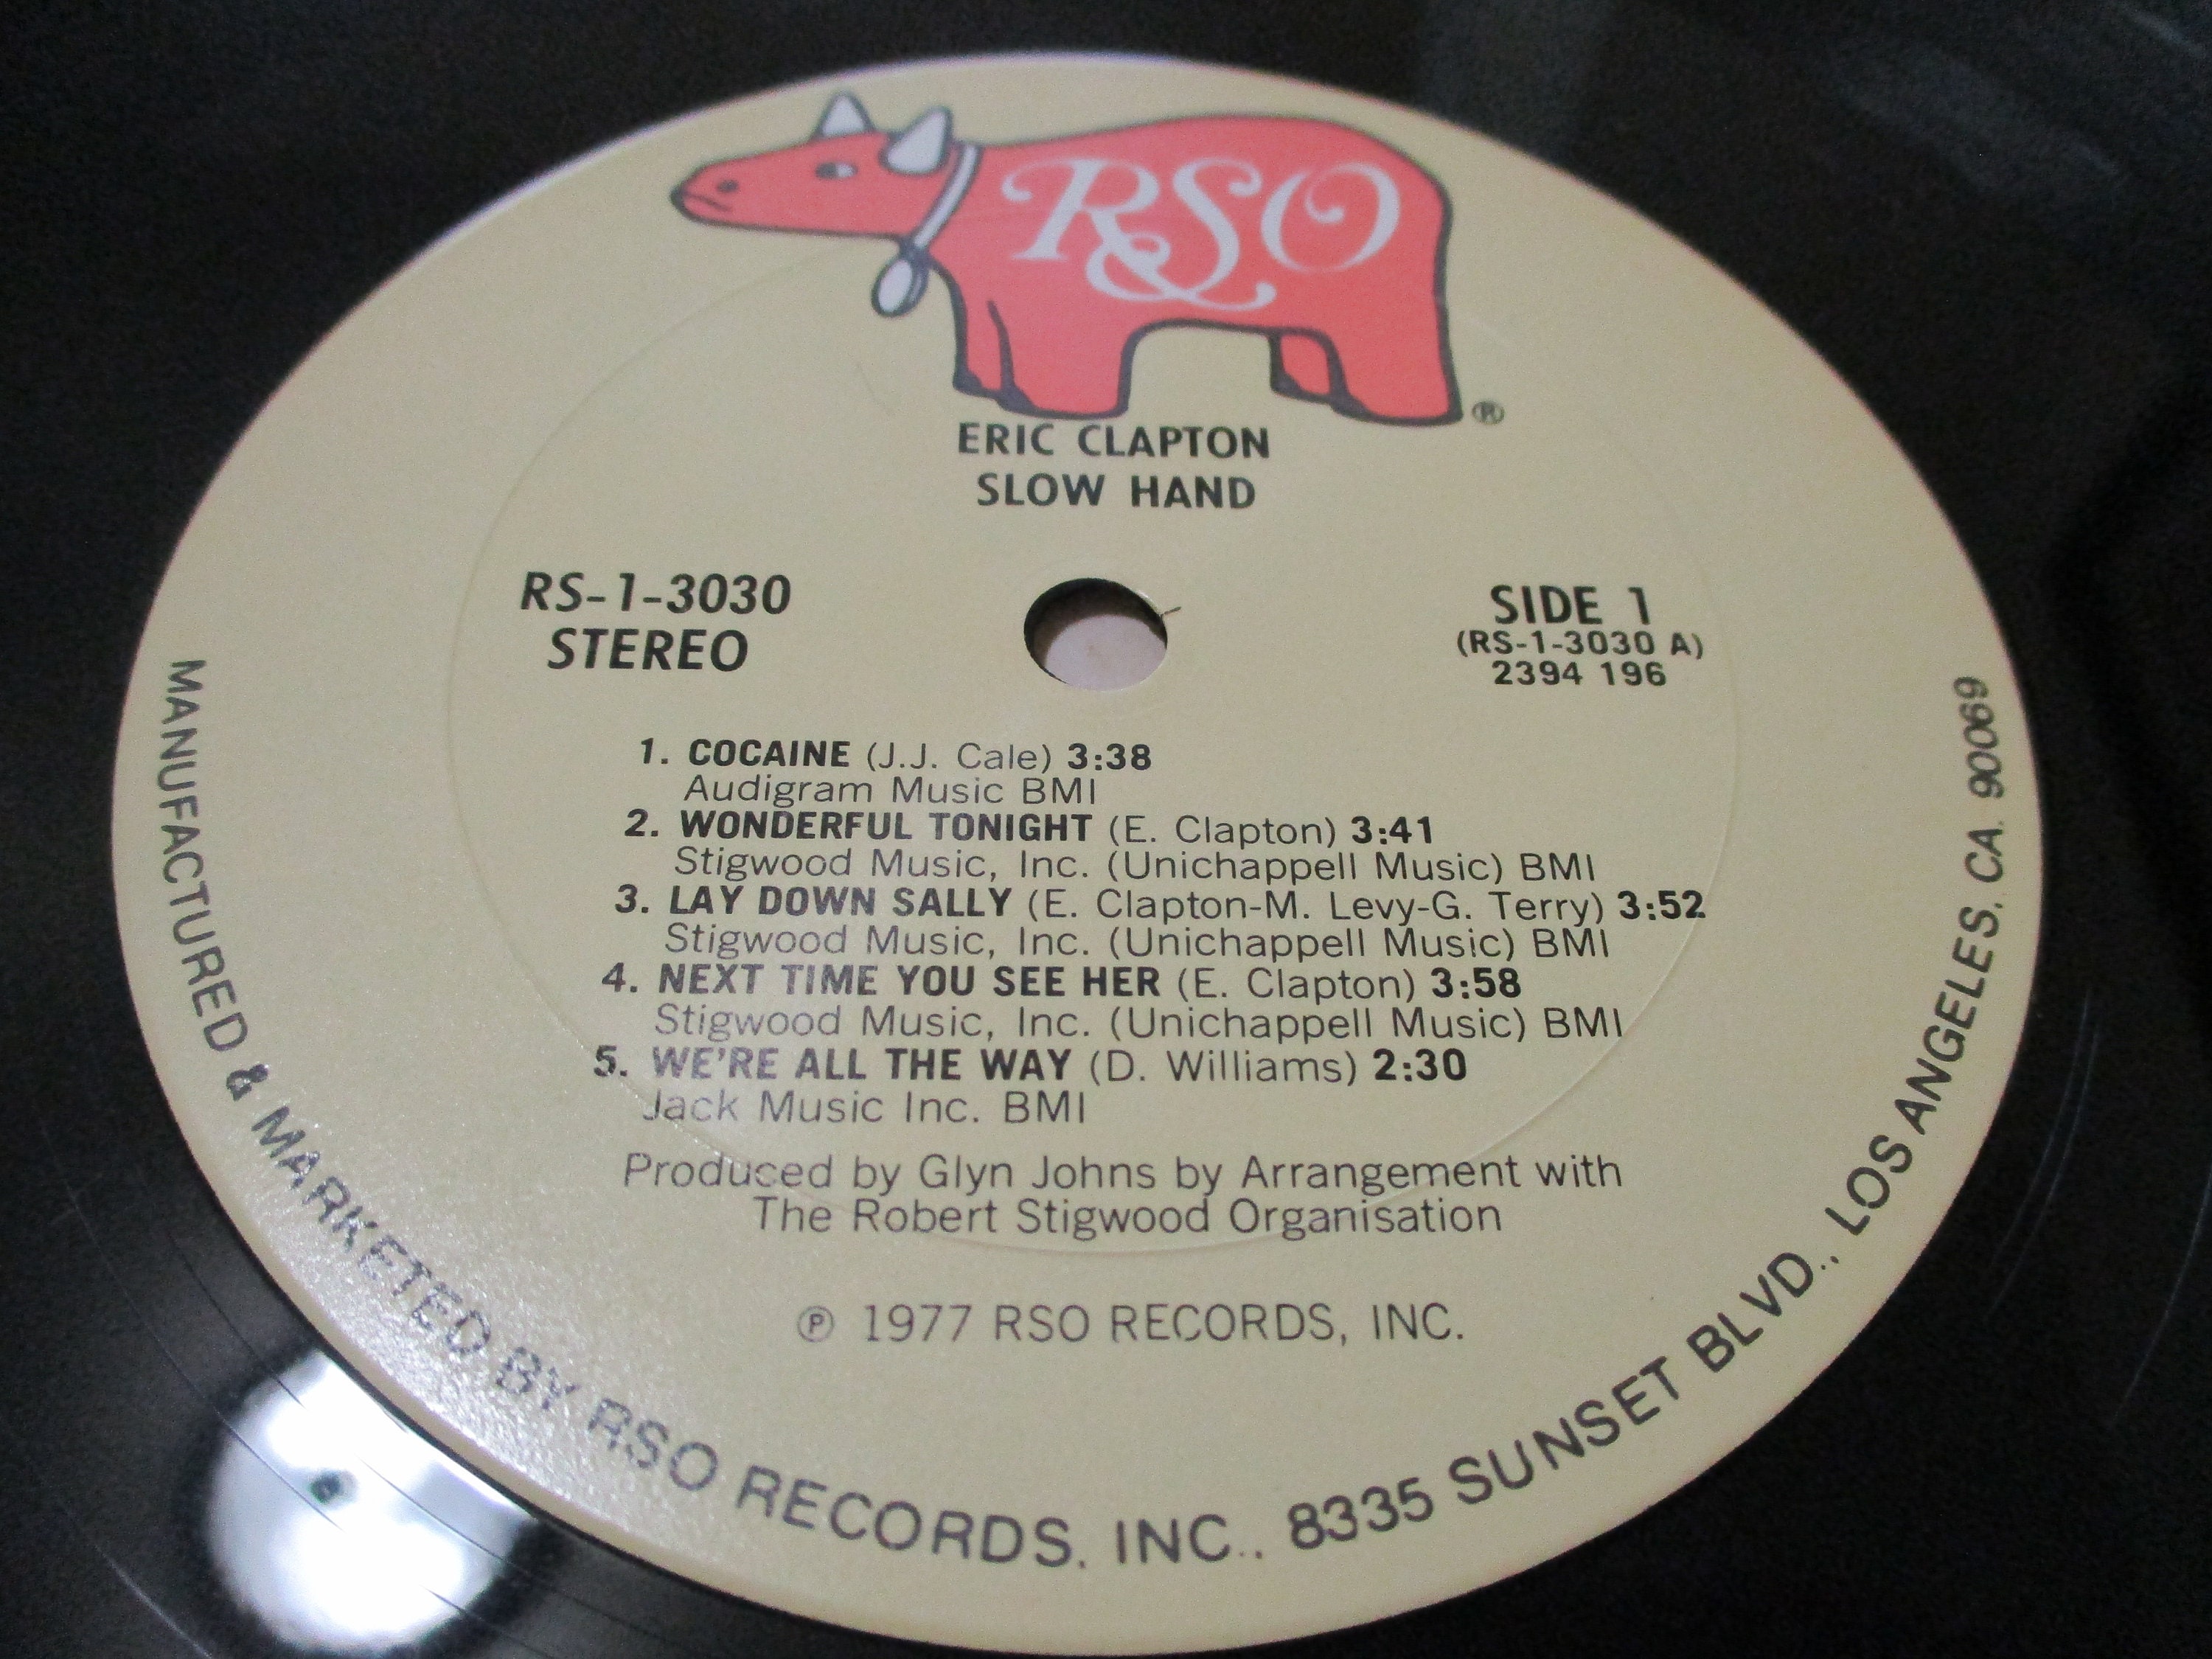 RSO
®
ERIC CLAPTON
SLOW HAND
RS-1-3030
STEREO
SIDE 1
(RS-1-3030 A)
2394 196
1. COCAINE (J.J. Cale) 3:38
Audigram Music BMI
2. WONDERFUL TONIGHT (E. Clapton) 3:41
Stigwood Music, Inc. (Unichappell Music) BMI
3. LAY DOWN SALLY (E. Clapton-M. Levy-G. Terry) 3:52
Stigwood Music, Inc. (Unichappell Music) BMI
4. NEXT TIME YOU SEE HER (E. Clapton) 3:58
Stigwood Music, Inc. (Unichappell Music) BMI
5. WE'RE ALL THE WAY (D. Williams) 2:30
Jack Music Inc. BMI
Produced by Glyn Johns by Arrangement with
The Robert Stigwood Organisation
℗ 1977 RSO RECORDS, INC.
MANUFACTURED & MARKETED BY RSO RECORDS, INC., 8335 SUNSET BLVD., LOS ANGELES, CA. 90069